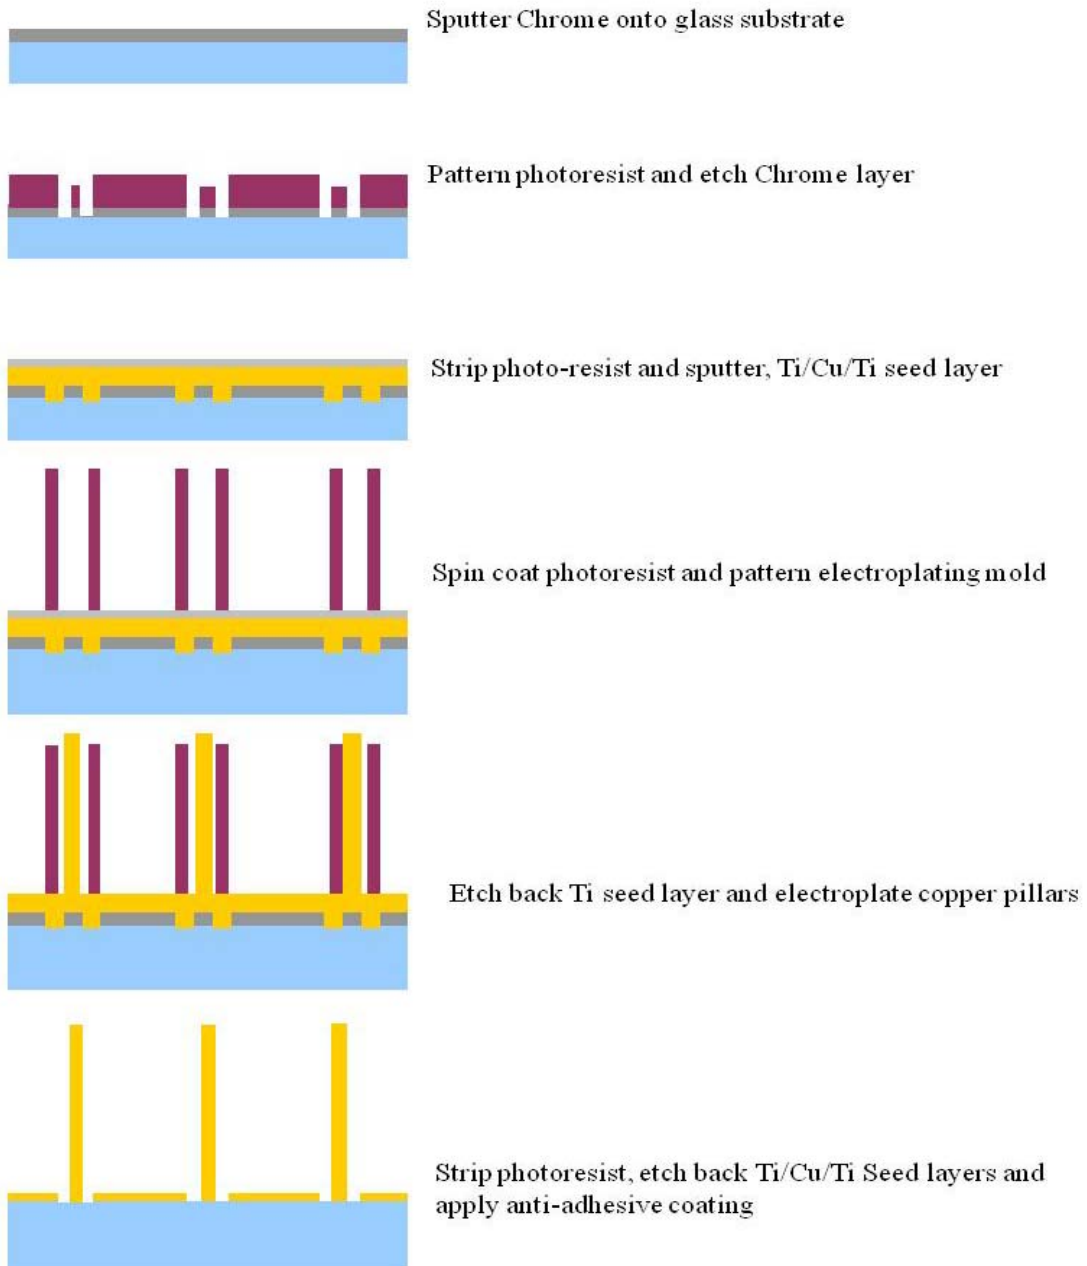 Sputter Chrome onto glass substrate
Pattern photoresist and etch Chrome layer
Strip photo-resist and sputter, Ti/Cu/Ti seed layer
Spin coat photoresist and pattern electroplating mold
Etch back Ti seed layer and electroplate copper pillars
Strip photoresist, etch back Ti/Cu/Ti Seed layers and
apply anti-adhesive coating